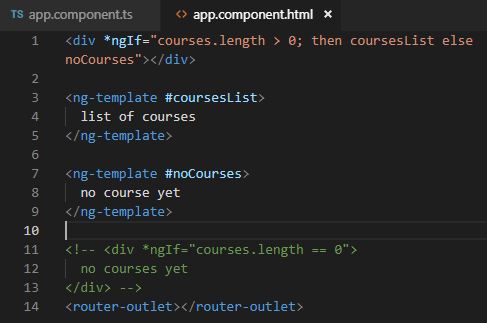 TS app.component.ts <> app.component.html ×
1 <div *ngIf="courses.length > 0; then coursesList else
noCourses"></div>
2
3 <ng-template #coursesList>
4 list of courses
5 </ng-template>
6
7 <ng-template #noCourses>
8 no course yet
9 </ng-template>
10
11 <!-- <div *ngIf="courses.length == 0">
12 no courses yet
13 </div> -->
14 <router-outlet></router-outlet>